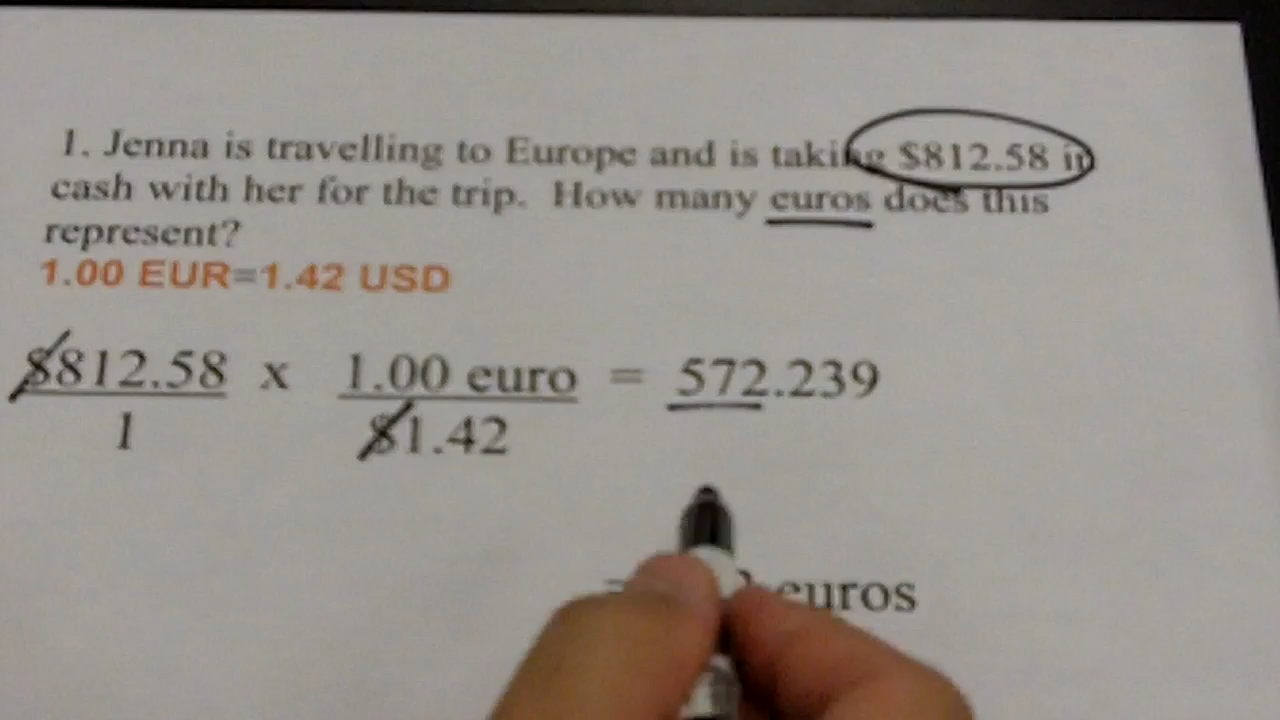 1. Jenna is travelling to Europe and is taking $812.58 in
cash with her for the trip. How many euros does this
represent?
1.00 EUR=1.42 USD
$812.58 x 1.00 euro = 572.239
1 $1.42
euros